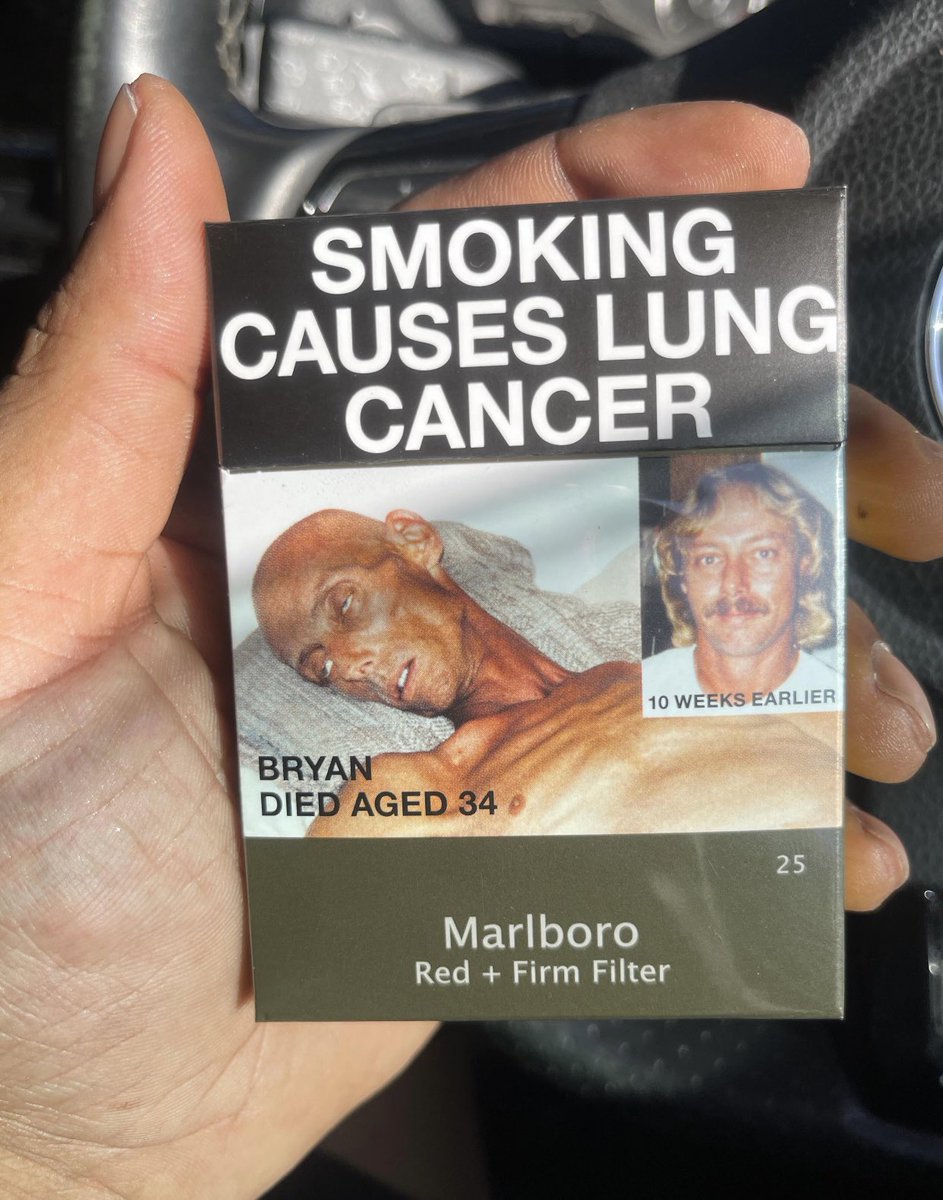 SMOKING
CAUSES LUNG
CANCER
10 WEEKS EARLIER
BRYAN
DIED AGED 34
25
Marlboro
Red + Firm Filter